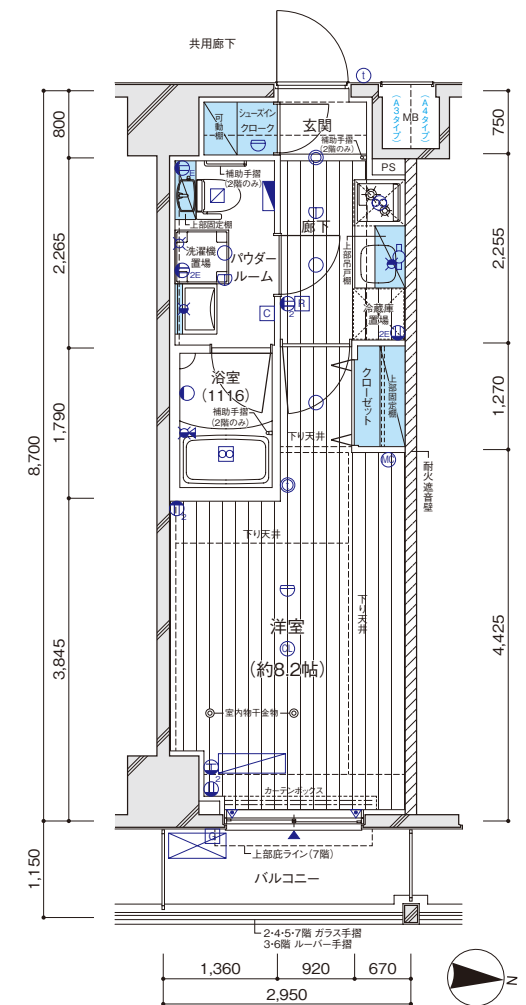 共用廊下
t
MB
(A3タイプ)
(A4タイプ)
800
750
可動棚
シューズイン
クローク
玄関
補助手摺
(2階のみ)
PS
E
補助手摺
(2階のみ)
上部固定棚
廊下
上部吊戸棚
2,265
2,255
洗濯機
置場
2E
パウダー
ルーム
C
R
2
冷蔵庫
置場
2E
浴室
(1116)
補助手摺
(2階のみ)
クローゼット
上部固定棚
1,790
1,270
8,700
下り天井
MC
耐火遮音壁
t
2
下り天井
下り天井
洋室
(約8.2帖)
CL
3,845
4,425
室内物干金物
2
カーテンボックス
G
上部庇ライン(7階)
バルコニー
1,150
2・4・5・7階 ガラス手摺
3・6階 ルーバー手摺
1,360
920
670
2,950
N